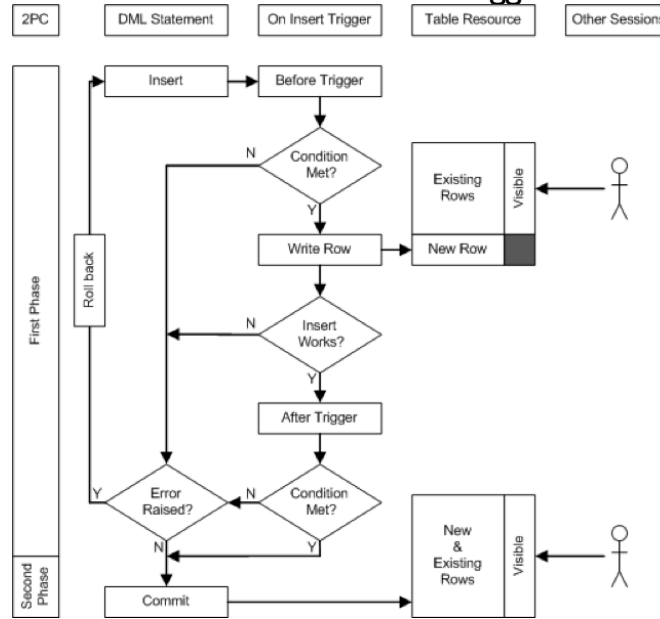 2PC
DML Statement
On Insert Trigger
Table Resource
Other Sessions
Insert
Before Trigger
N
Condition
Met?
Y
Existing
Rows
Visible
Roll back
Write Row
New Row
First Phase
N
Insert
Works?
Y
After Trigger
Y
Error
Raised?
N
Condition
Met?
N
Y
New
&
Existing
Rows
Visible
Second
Phase
Commit